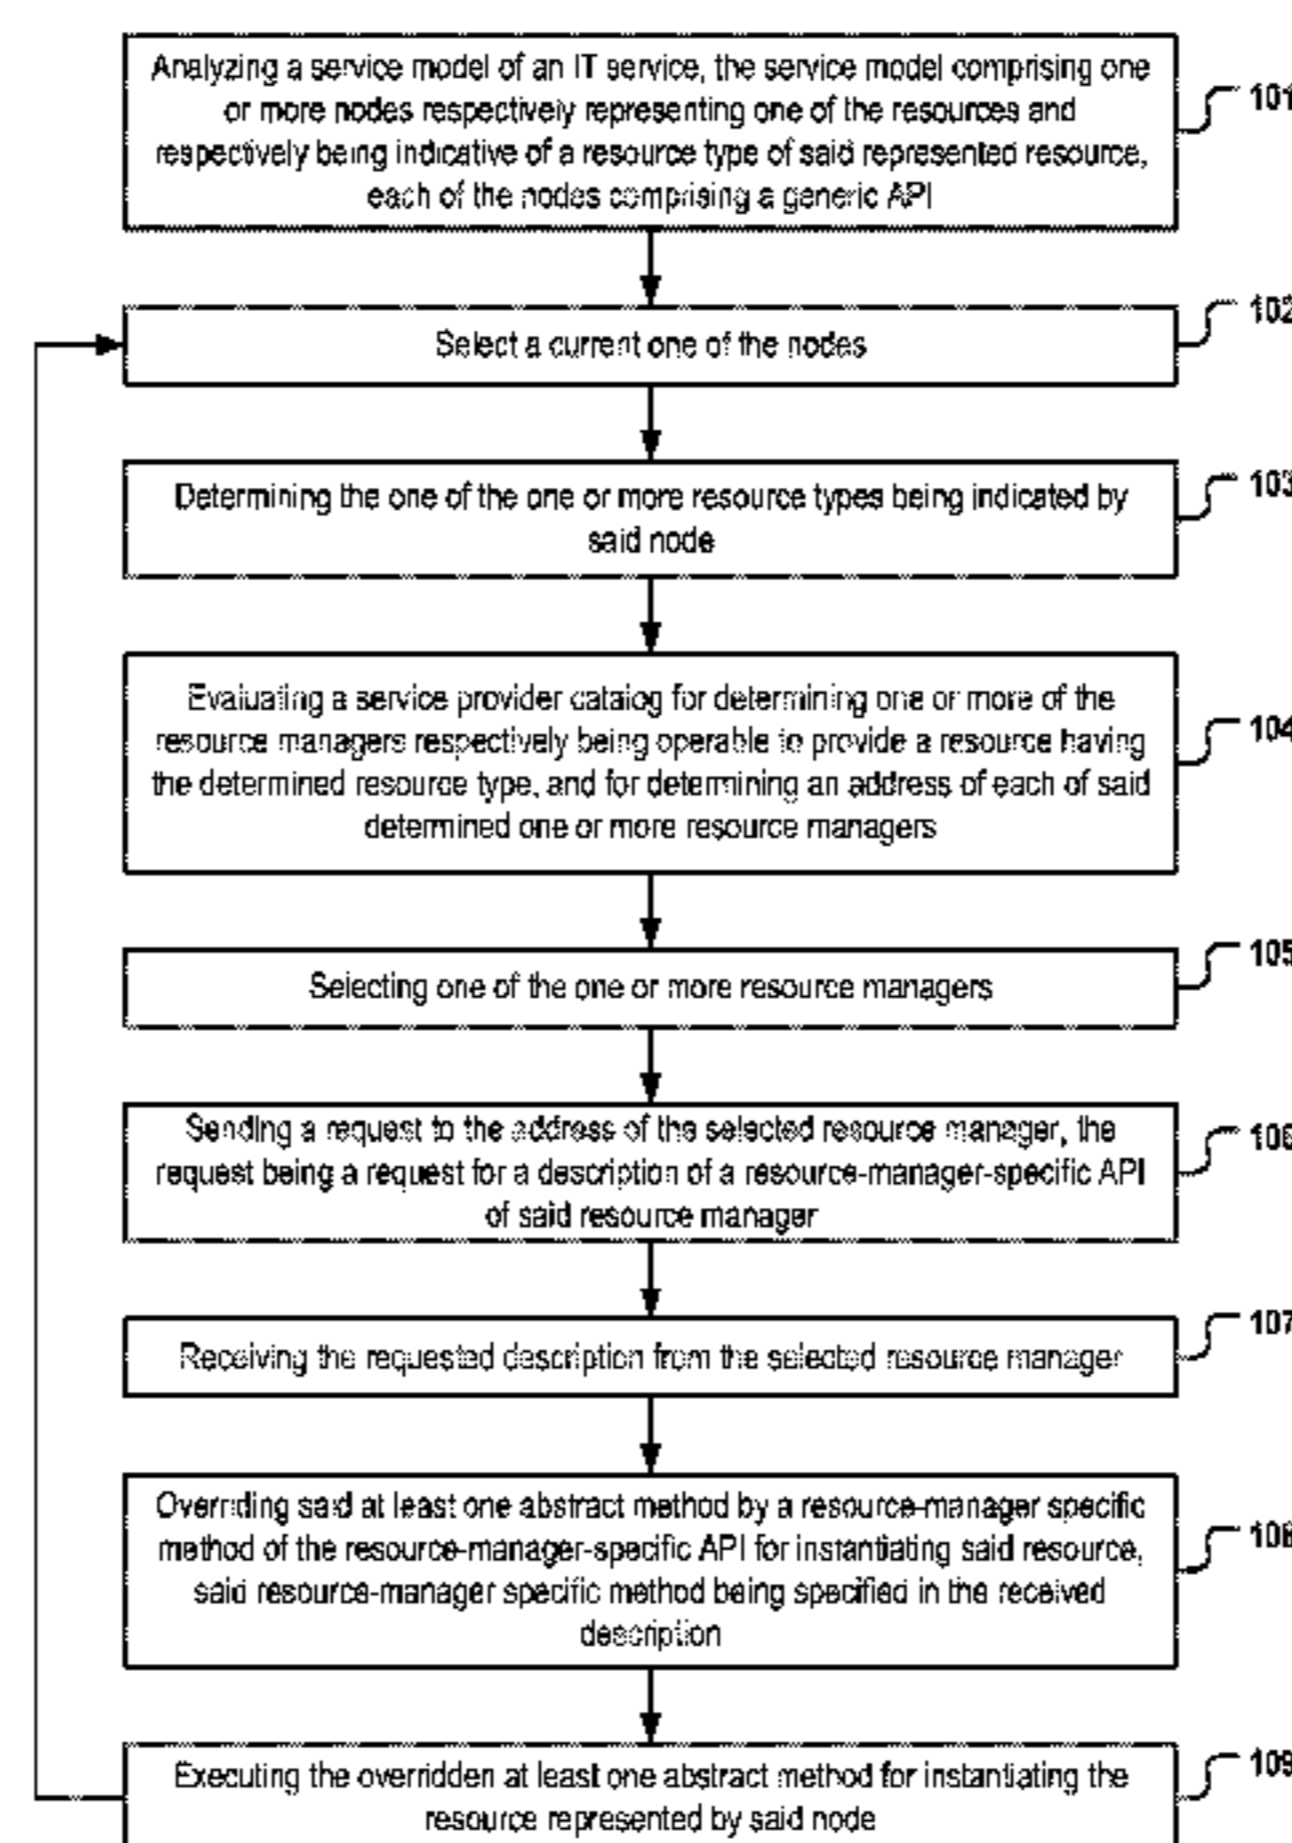 Analyzing a service model of an IT service, the service model comprising one
or more nodes respectively representing one of the resources and
respectively being indicative of a resource type of said represented resource,
each of the nodes comprising a generic API
101
Select a current one of the nodes
102
Determining the one of the one or more resource types being indicated by
said node
103
Evaluating a service provider catalog for determining one or more of the
resource managers respectively being operable to provide a resource having
the determined resource type, and for determining an address of each of said
determined one or more resource managers
104
Selecting one of the one or more resource managers
105
Sending a request to the address of the selected resource manager, the
request being a request for a description of a resource-manager-specific API
of said resource manager
106
Receiving the requested description from the selected resource manager
107
Overriding said at least one abstract method by a resource-manager specific
method of the resource-manager-specific API for instantiating said resource,
said resource-manager specific method being specified in the received
description
108
Executing the overridden at least one abstract method for instantiating the
resource represented by said node
109